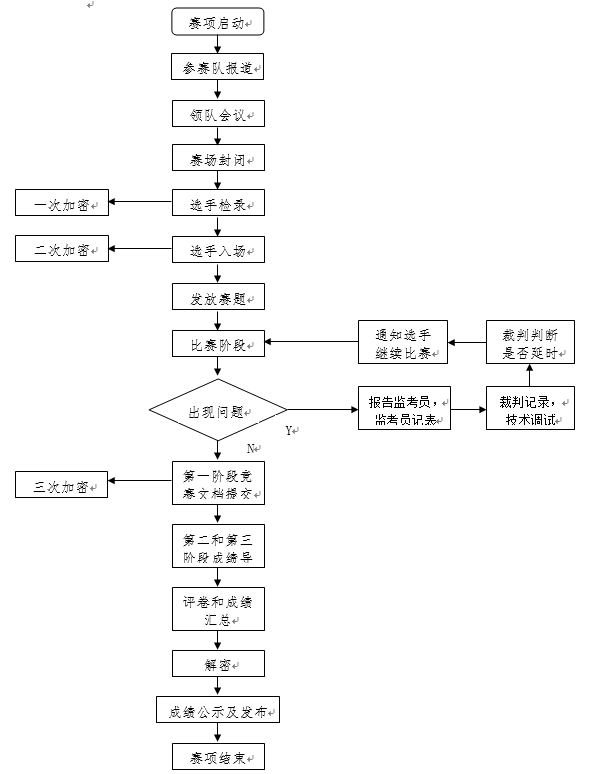 赛项启动
参赛队报道
领队会议
赛场封闭
一次加密
选手检录
二次加密
选手入场
发放赛题
比赛阶段
通知选手
继续比赛
裁判判断
是否延时
出现问题
Y
报告监考员，
监考员记表
裁判记录，
技术调试
N
三次加密
第一阶段竞
赛文档提交
第二和第三
阶段成绩导
评卷和成绩
汇总
解密
成绩公示及发布
赛项结束